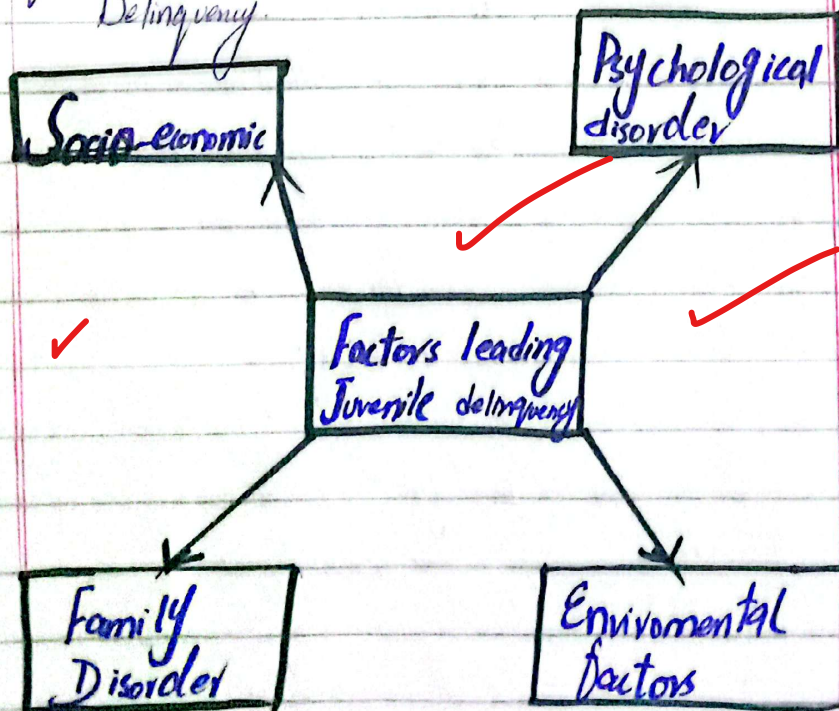 Delinquency.
Socio-economic
Psychological
disorder
Factors leading
Juvenile delinquency
Family
Disorder
Enviromental
factors